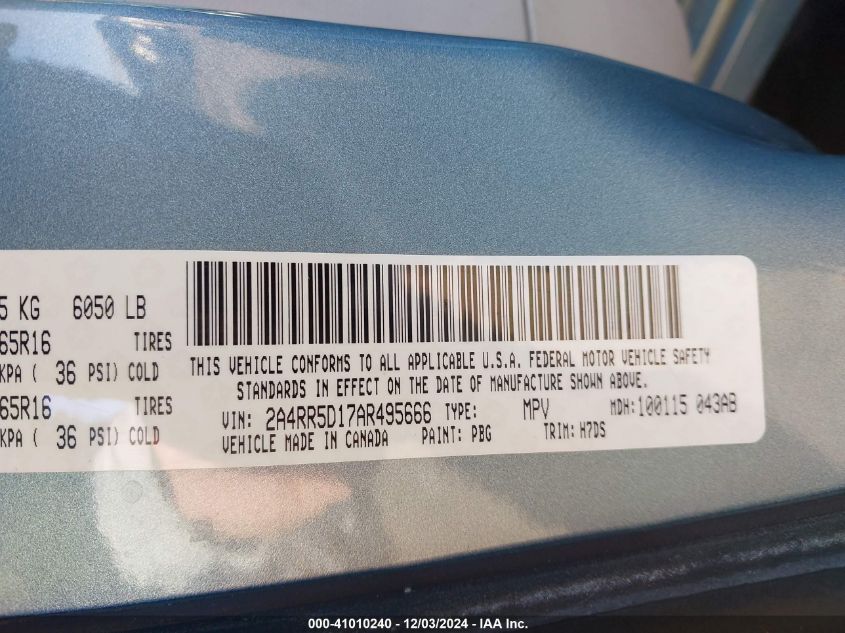 5 KG 6050 LB
65R16 TIRES
KPA ( 36 PSI) COLD
65R16 TIRES
KPA ( 36 PSI) COLD
THIS VEHICLE CONFORMS TO ALL APPLICABLE U.S.A. FEDERAL MOTOR VEHICLE SAFETY
STANDARDS IN EFFECT ON THE DATE OF MANUFACTURE SHOWN ABOVE.
VIN: 2A4RR5D17AR495666 TYPE: MPV MDH:100115 043AB
VEHICLE MADE IN CANADA PAINT: PBG TRIM: H7DS
000-41010240 - 12/03/2024 - IAA Inc.